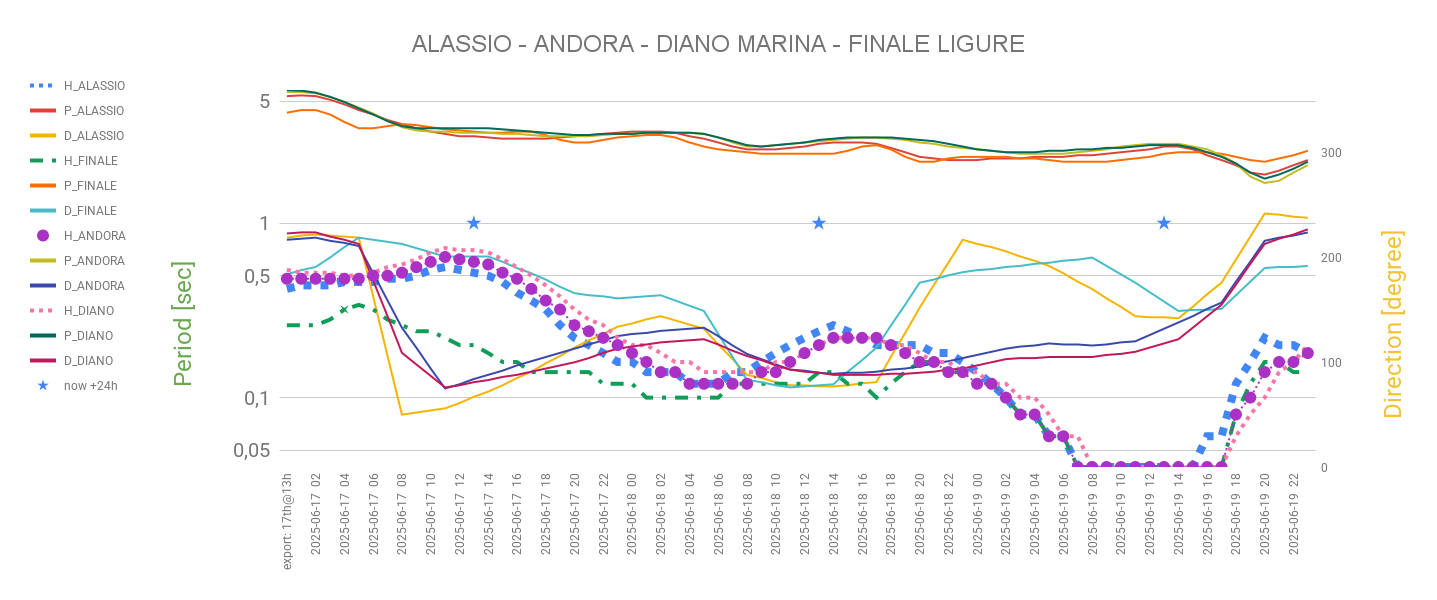 ALASSIO - ANDORA - DIANO MARINA - FINALE LIGURE
H_ALASSIO
P_ALASSIO
D_ALASSIO
H_FINALE
P_FINALE
D_FINALE
H_ANDORA
P_ANDORA
D_ANDORA
H_DIANO
P_DIANO
D_DIANO
now +24h
Period [sec]
5
1
0,5
0,1
0,05
300
200
100
0
Direction [degree]
export: 17th@13h
2025-06-17 02
2025-06-17 04
2025-06-17 06
2025-06-17 08
2025-06-17 10
2025-06-17 12
2025-06-17 14
2025-06-17 16
2025-06-17 18
2025-06-17 20
2025-06-17 22
2025-06-18 00
2025-06-18 02
2025-06-18 04
2025-06-18 06
2025-06-18 08
2025-06-18 10
2025-06-18 12
2025-06-18 14
2025-06-18 16
2025-06-18 18
2025-06-18 20
2025-06-18 22
2025-06-19 00
2025-06-19 02
2025-06-19 04
2025-06-19 06
2025-06-19 08
2025-06-19 10
2025-06-19 12
2025-06-19 14
2025-06-19 16
2025-06-19 18
2025-06-19 20
2025-06-19 22